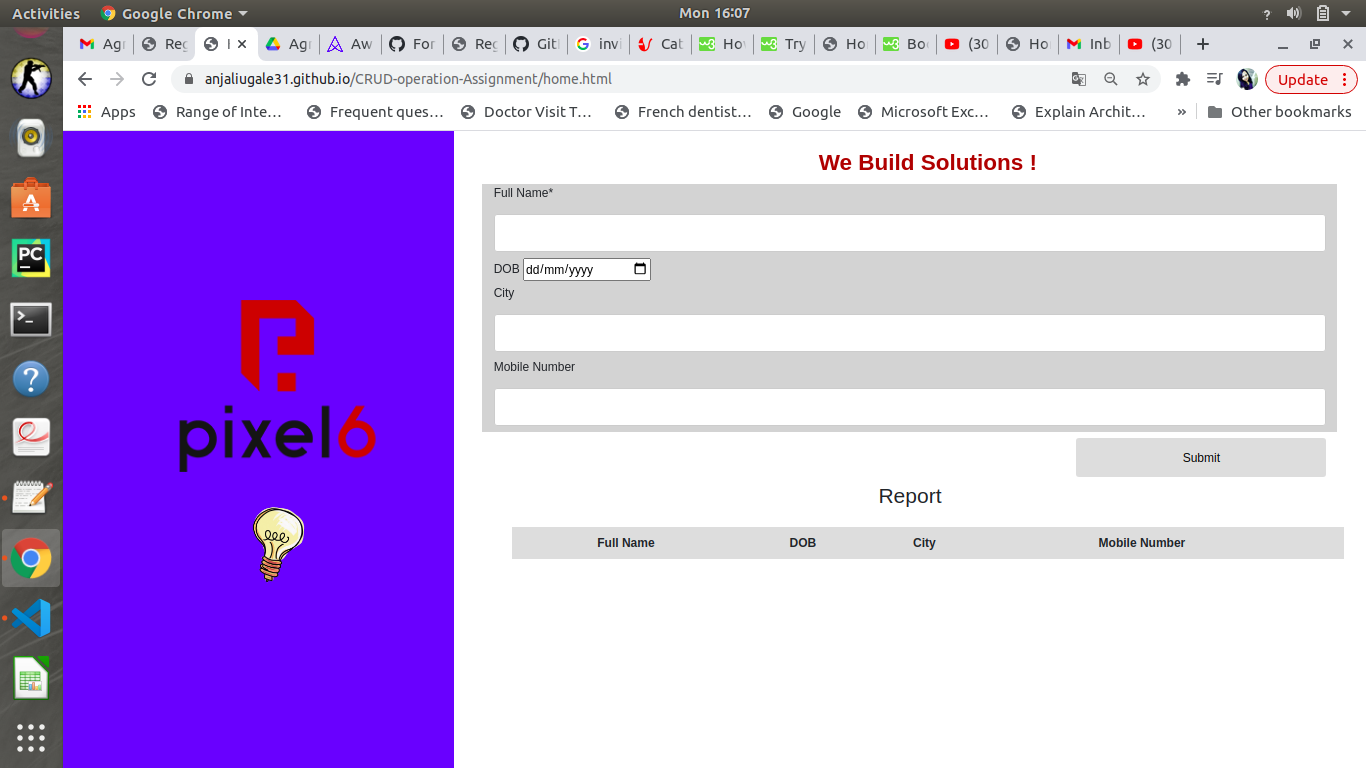 Activities Google Chrome Mon 16:07 ?
Agr Reg I Agr Aw For Reg Git invi Cat Ho Try Ho Boo (30 Ho Inb (30
anjaliugale31.github.io/CRUD-operation-Assignment/home.html Update
Apps Range of Inte… Frequent ques… Doctor Visit T… French dentist… Google Microsoft Exc… Explain Archit… » Other bookmarks
We Build Solutions !
Full Name*
DOB dd/mm/yyyy
City
Mobile Number
Submit
pixel6
Report
Full Name DOB City Mobile Number
PC